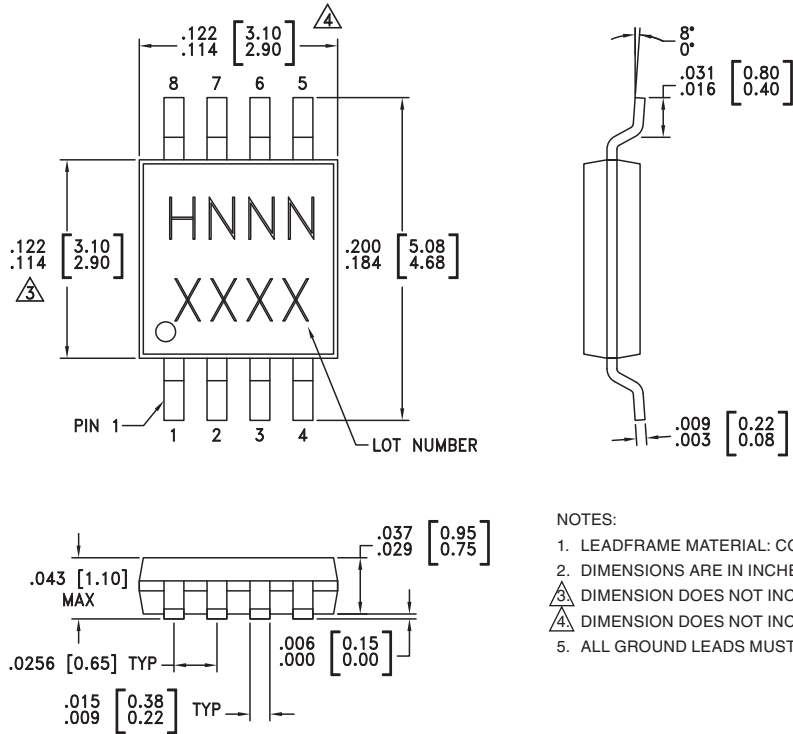 4
.122 [3.10]
.114 [2.90]
8 7 6 5
HNNN
XXXX
.122 [3.10]
.114 [2.90]
3
.200 [5.08]
.184 [4.68]
PIN 1
1 2 3 4
LOT NUMBER
8°
0°
.031 [0.80]
.016 [0.40]
.009 [0.22]
.003 [0.08]
.037 [0.95]
.029 [0.75]
.043 [1.10]
MAX
.0256 [0.65] TYP
.006 [0.15]
.000 [0.00]
.015 [0.38]
.009 [0.22] TYP
NOTES:
1. LEADFRAME MATERIAL:
2. DIMENSIONS ARE IN
3. DIMENSION DOES NOT
4. DIMENSION DOES NOT
5. ALL GROUND LEADS MUST